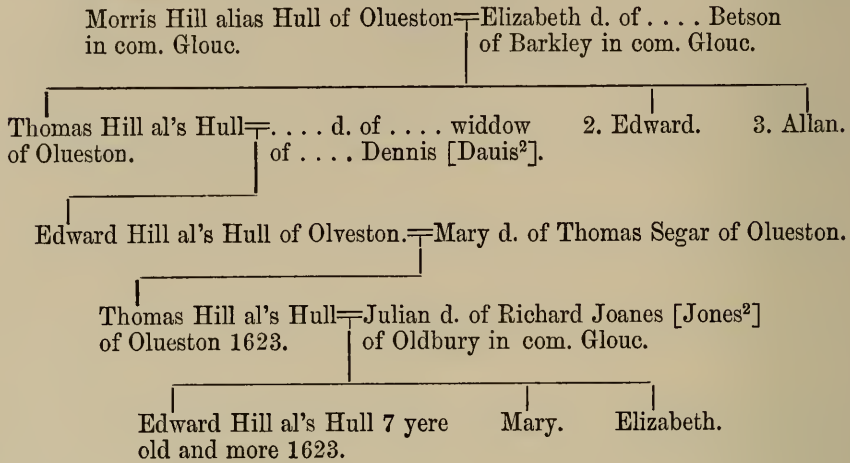 Morris Hill alias Hull of Olueston=Elizabeth d. of . . . . Betson
in com. Glouc. of Barkley in com. Glouc.
Thomas Hill al's Hull=. . . . d. of . . . . widdow 2. Edward. 3. Allan.
of Olueston. of . . . . Dennis [Dauis²].
Edward Hill al's Hull of Olveston.=Mary d. of Thomas Segar of Olueston.
Thomas Hill al's Hull=Julian d. of Richard Joanes [Jones²]
of Olueston 1623. of Oldbury in com. Glouc.
Edward Hill al's Hull 7 yere Mary. Elizabeth.
old and more 1623.